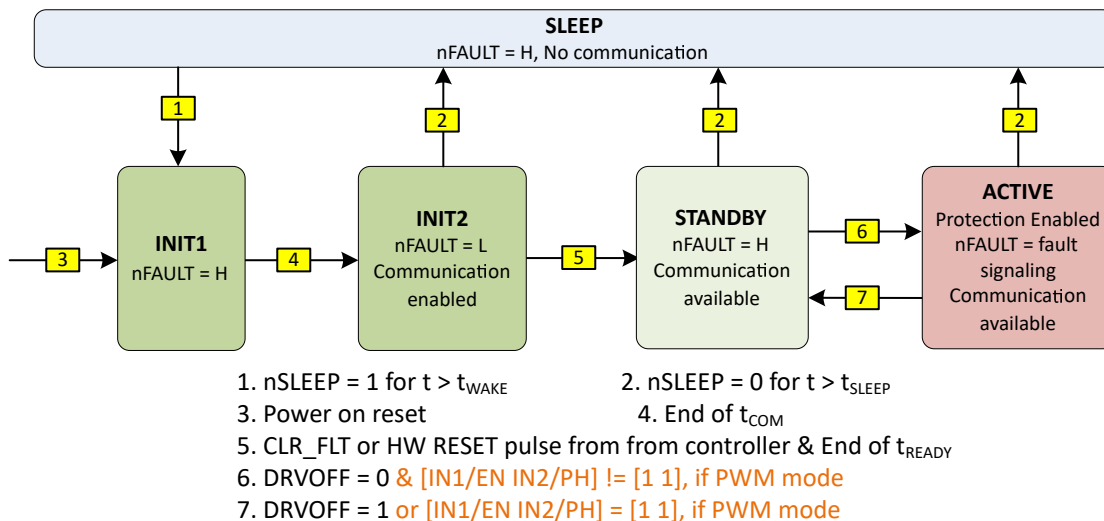 SLEEP
nFAULT = H, No communication
1
2
2
2
INIT1
nFAULT = H
INIT2
nFAULT = L
Communication
enabled
STANDBY
nFAULT = H
Communication
available
ACTIVE
Protection Enabled
nFAULT = fault
signaling
Communication
available
3
4
5
6
7
1. nSLEEP = 1 for t > tWAKE
2. nSLEEP = 0 for t > tSLEEP
3. Power on reset
4. End of tCOM
5. CLR_FLT or HW RESET pulse from from controller & End of tREADY
6. DRVOFF = 0 & [IN1/EN IN2/PH] != [1 1], if PWM mode
7. DRVOFF = 1 or [IN1/EN IN2/PH] = [1 1], if PWM mode